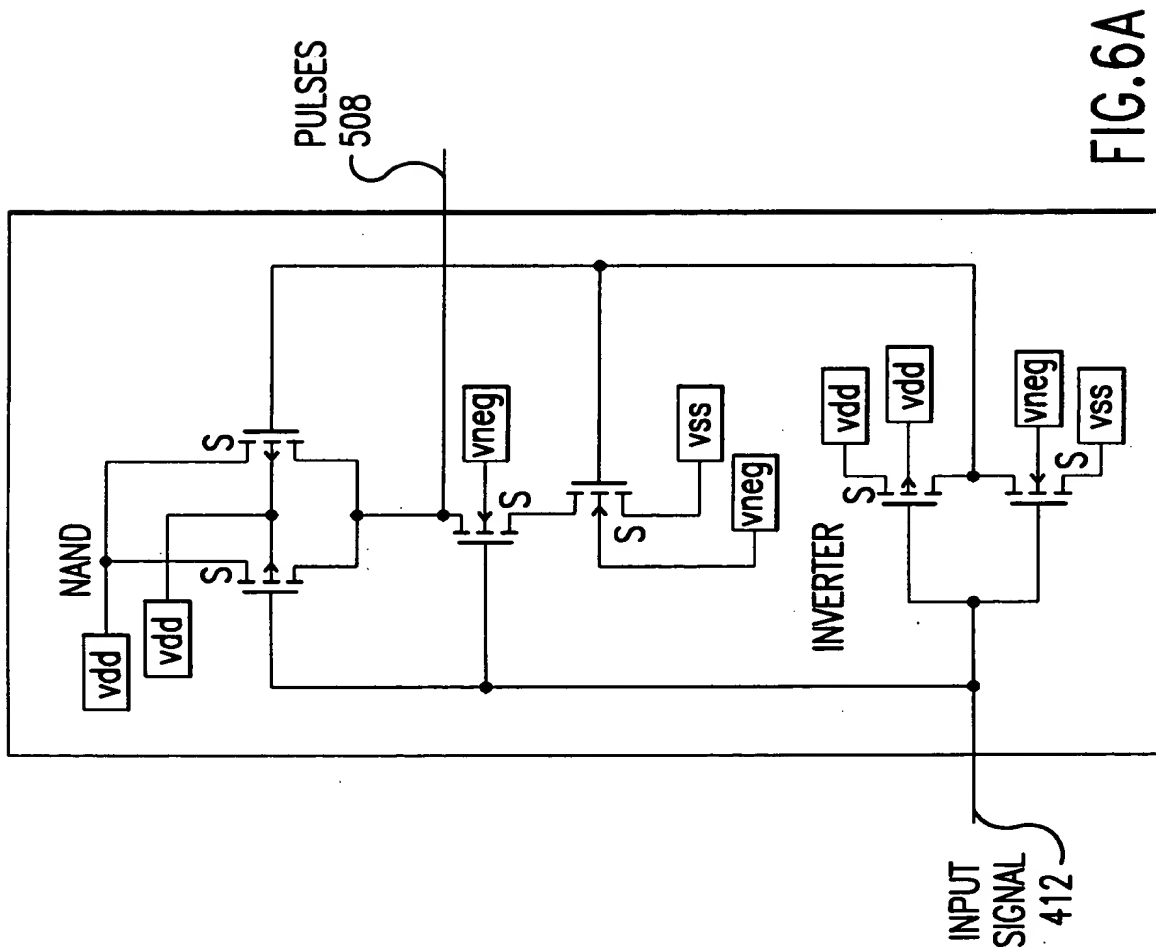 NAND
vdd
vdd
S
S
PULSES
508
vneg
S
S
vss
vneg
INVERTER
vdd
S
vdd
vneg
S
vss
INPUT
SIGNAL
412
FIG.6A